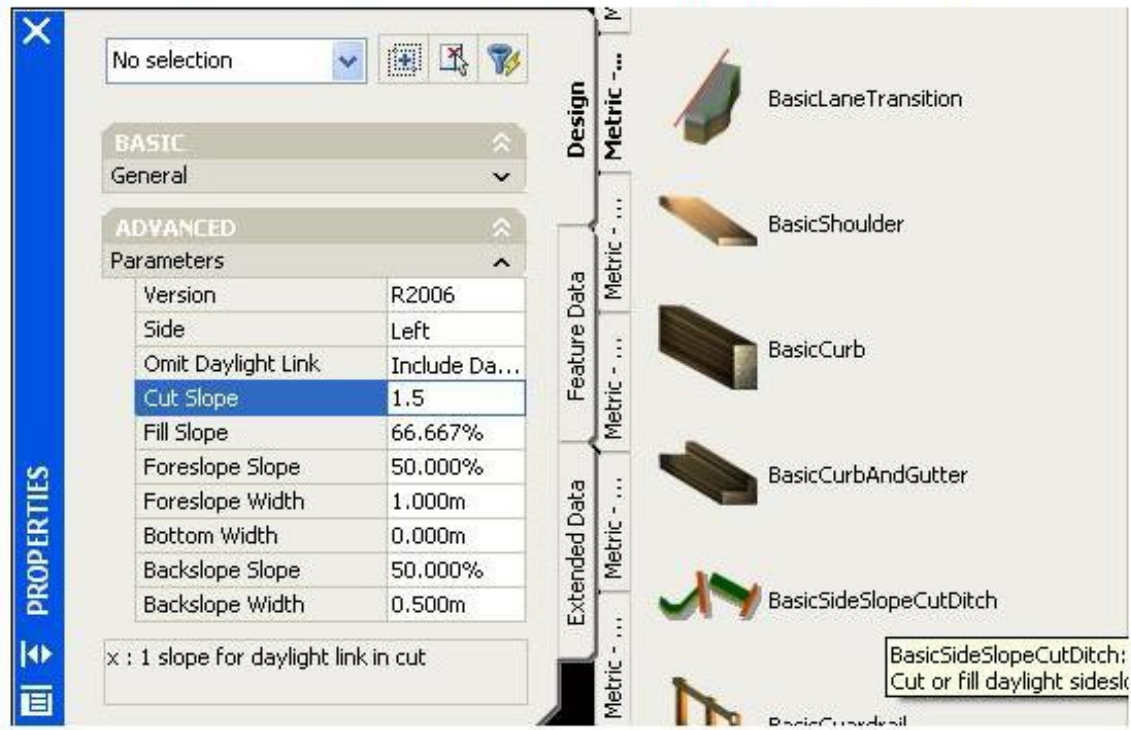 No selection
BASIC
General
ADVANCED
Parameters
Version R2006
Side Left
Omit Daylight Link Include Da...
Cut Slope 1.5
Fill Slope 66.667%
Foreslope Slope 50.000%
Foreslope Width 1.000m
Bottom Width 0.000m
Backslope Slope 50.000%
Backslope Width 0.500m
x : 1 slope for daylight link in cut
PROPERTIES
Design
Feature Data
Extended Data
Metric -...
Metric - ...
Metric - ...
Metric - ...
Metric - ...
BasicLaneTransition
BasicShoulder
BasicCurb
BasicCurbAndGutter
BasicSideSlopeCutDitch
BasicSideSlopeCutDitch:
Cut or fill daylight sideslo
BasicGuardrail